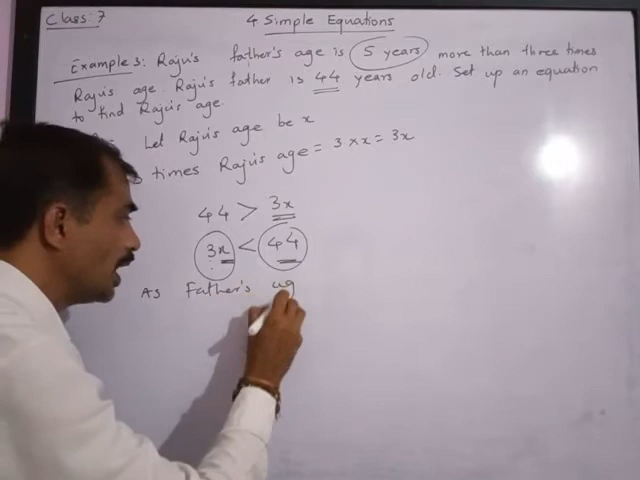 Class: 7
4 Simple Equations
Example 3: Raju's father's age is 5 years more than three times
Raju's age. Raju's father is 44 years old. Set up an equation
to find Raju's age.
Let Raju's age be x
times Raju's age = 3 × x = 3x
44 > 3x
3x < 44
As Father's ag